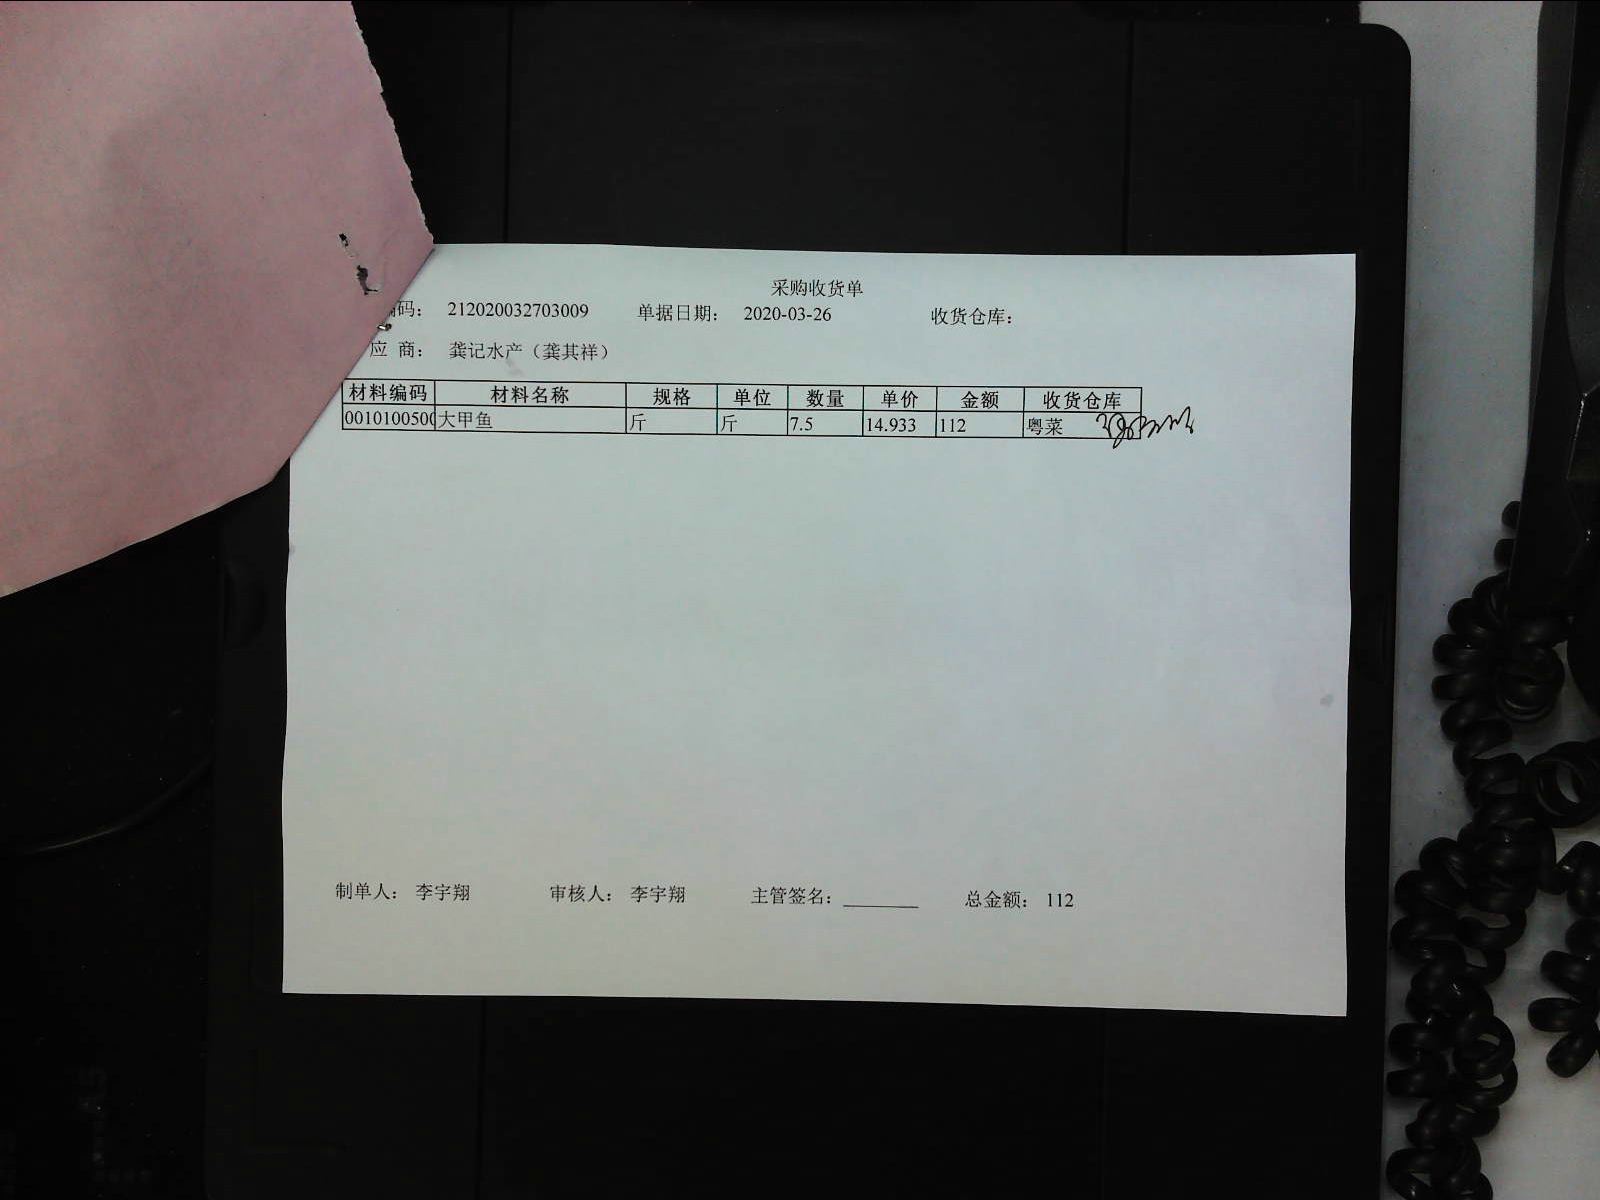 采购收货单
编码： 212020032703009 单据日期： 2020-03-26 收货仓库：
应 商： 龚记水产（龚其祥）
材料编码 材料名称 规格 单位 数量 单价 金额 收货仓库
0010100500 大甲鱼 斤 斤 7.5 14.933 112 粤菜
制单人： 李宇翔 审核人： 李宇翔 主管签名： 总金额： 112